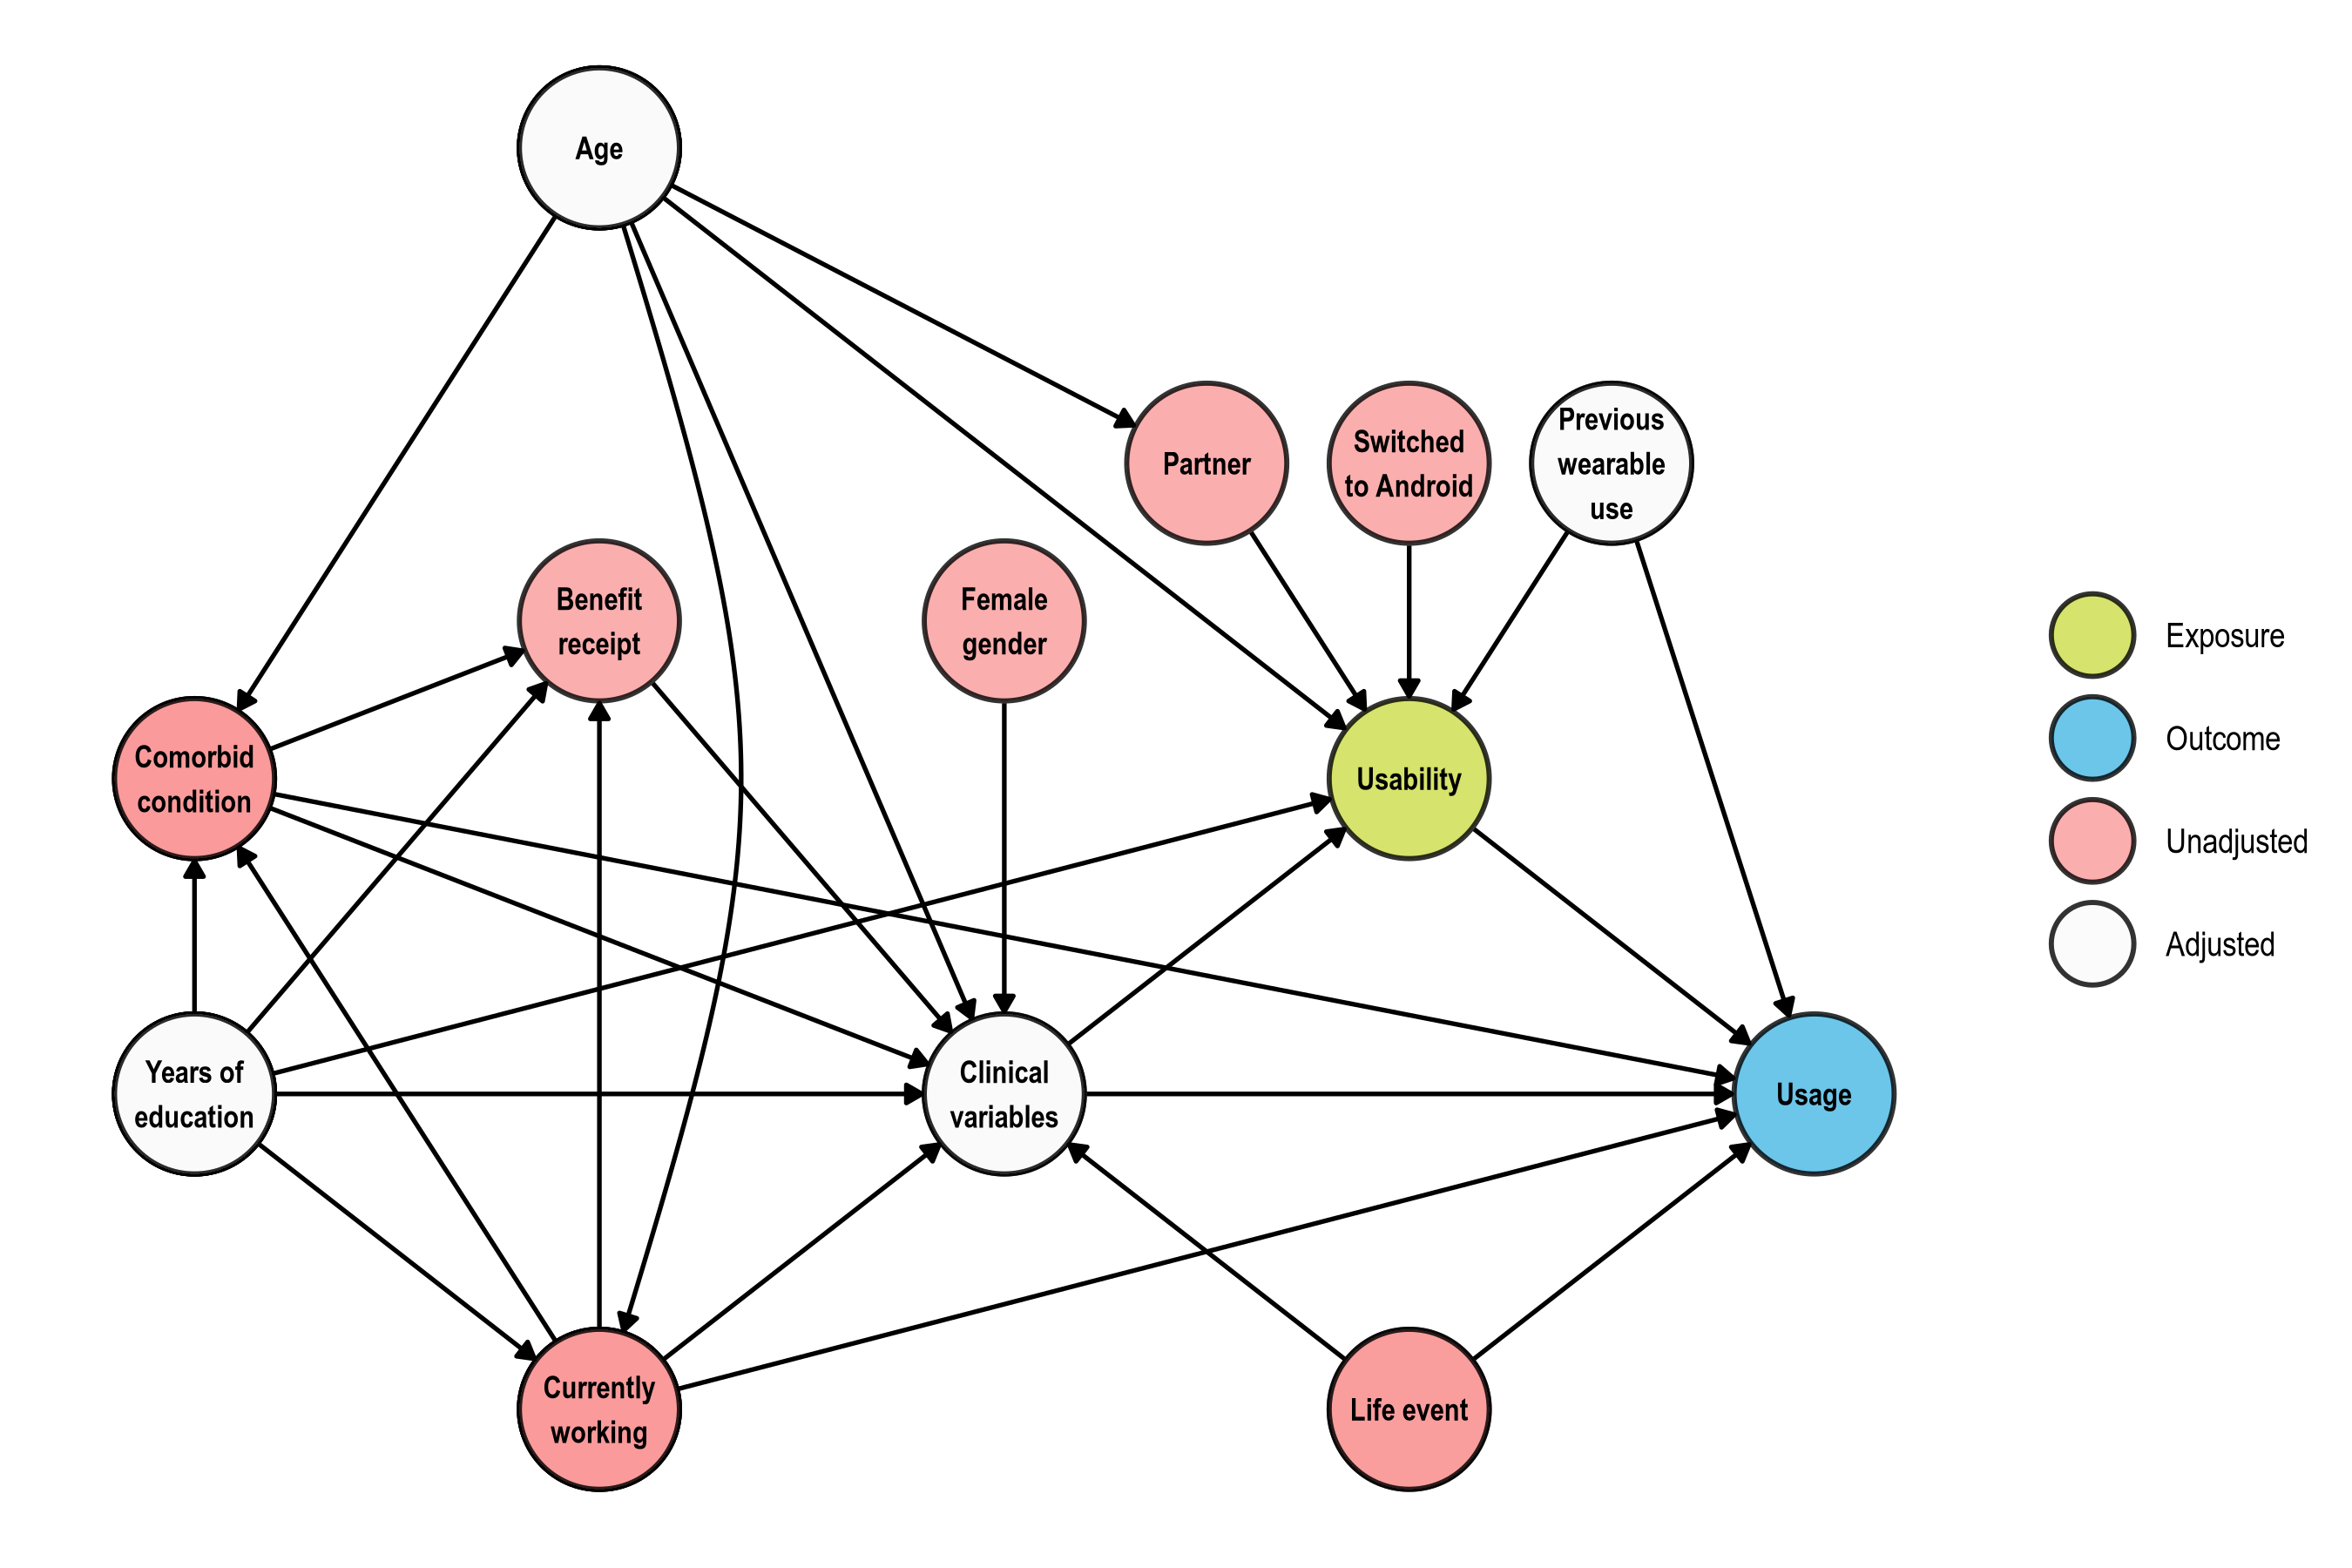 Age
Partner
Switched
to Android
Previous
wearable
use
Benefit
receipt
Female
gender
Comorbid
condition
Usability
Years of
education
Clinical
variables
Usage
Currently
working
Life event
Exposure
Outcome
Unadjusted
Adjusted